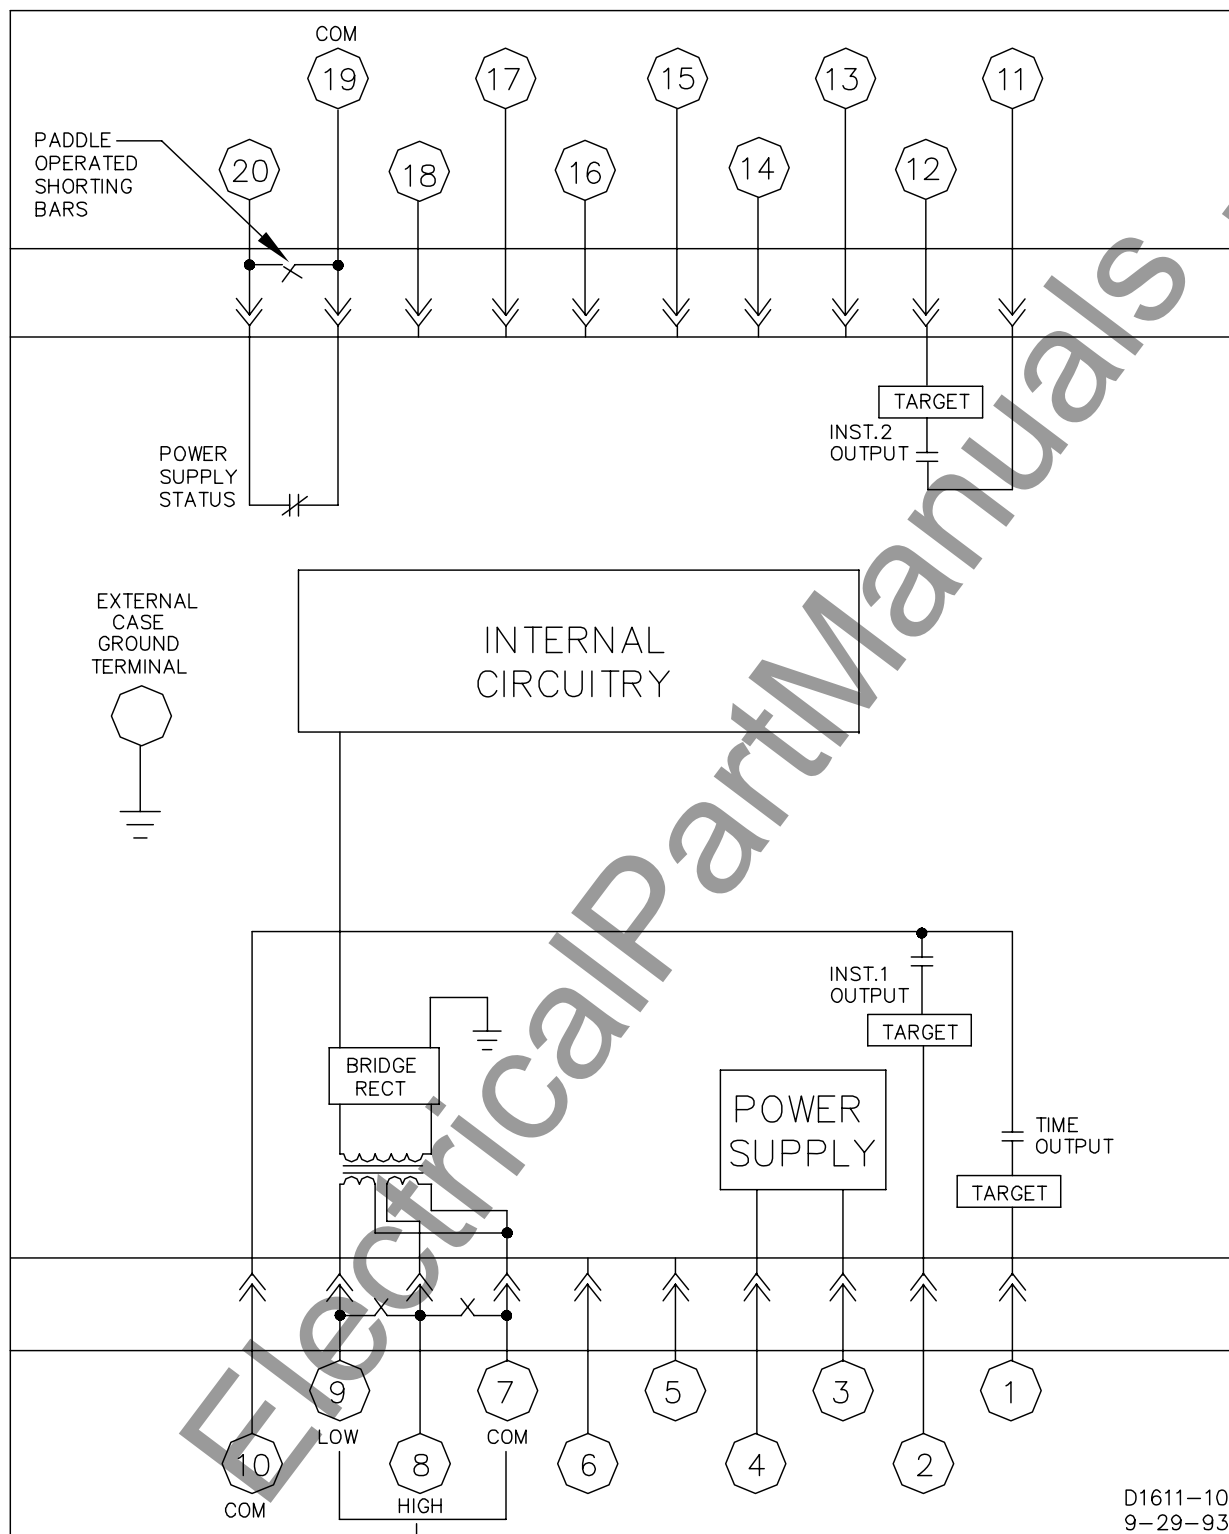 COM
19
17
15
13
11
PADDLE
OPERATED
SHORTING
BARS
20
18
16
14
12
TARGET
INST.2
OUTPUT
POWER
SUPPLY
STATUS
EXTERNAL
CASE
GROUND
TERMINAL
INTERNAL
CIRCUITRY
INST.1
OUTPUT
TARGET
BRIDGE
RECT
POWER
SUPPLY
TIME
OUTPUT
TARGET
9
7
5
3
1
LOW
COM
10
8
6
4
2
COM
HIGH
D1611-10
9-29-93
ElectricalPartManuals